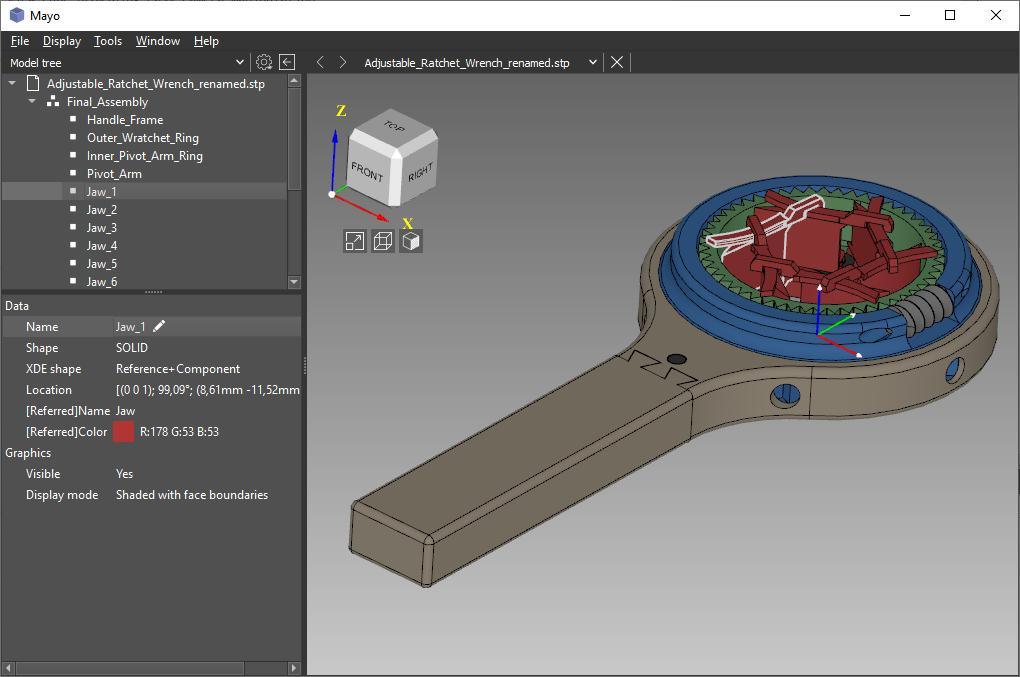 Mayo
File Display Tools Window Help
Model tree
Adjustable_Ratchet_Wrench_renamed.stp
Adjustable_Ratchet_Wrench_renamed.stp
Final_Assembly
Handle_Frame
Outer_Wratchet_Ring
Inner_Pivot_Arm_Ring
Pivot_Arm
Jaw_1
Jaw_2
Jaw_3
Jaw_4
Jaw_5
Jaw_6
Data
Name Jaw_1
Shape SOLID
XDE shape Reference+Component
Location [(0 0 1); 99,09°; (8,61mm -11,52mm
[Referred]Name Jaw
[Referred]Color R:178 G:53 B:53
Graphics
Visible Yes
Display mode Shaded with face boundaries
Z
TOP
FRONT
RIGHT
X